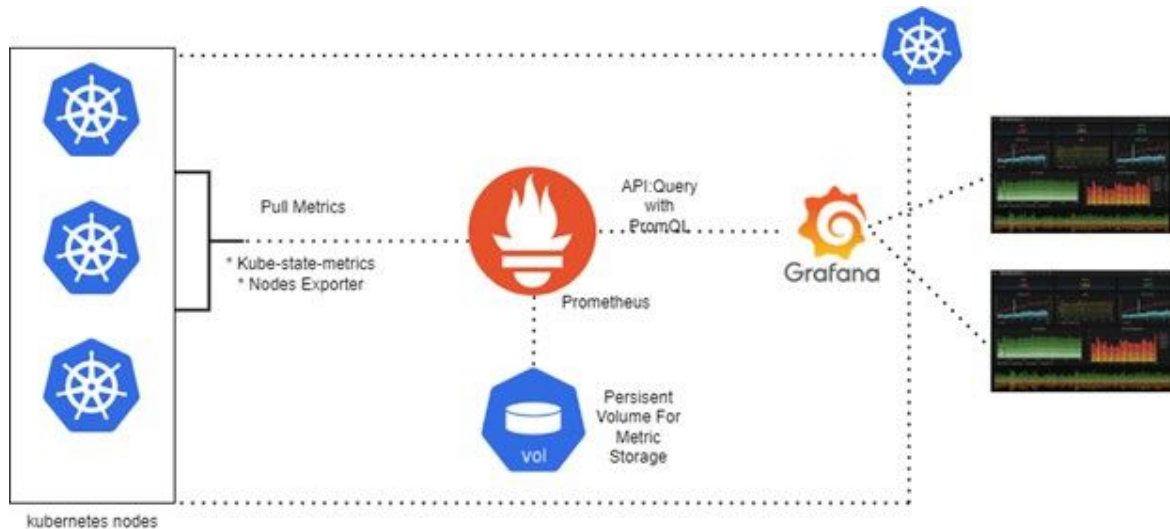 Pull Metrics
* Kube-state-metrics
* Nodes Exporter
API:Query
with
PromQL
Grafana
Prometheus
Persisent
Volume For
Metric
Storage
vol
kubernetes nodes